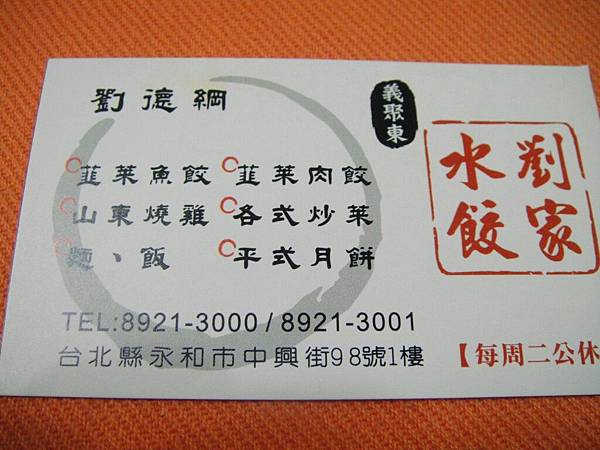 劉德綱
義聚東
劉家
水餃
韮菜魚餃 韮菜肉餃
山東燒雞 各式炒菜
麵、飯 平式月餅
TEL:8921-3000/8921-3001
台北縣永和市中興街98號1樓
【每周二公休